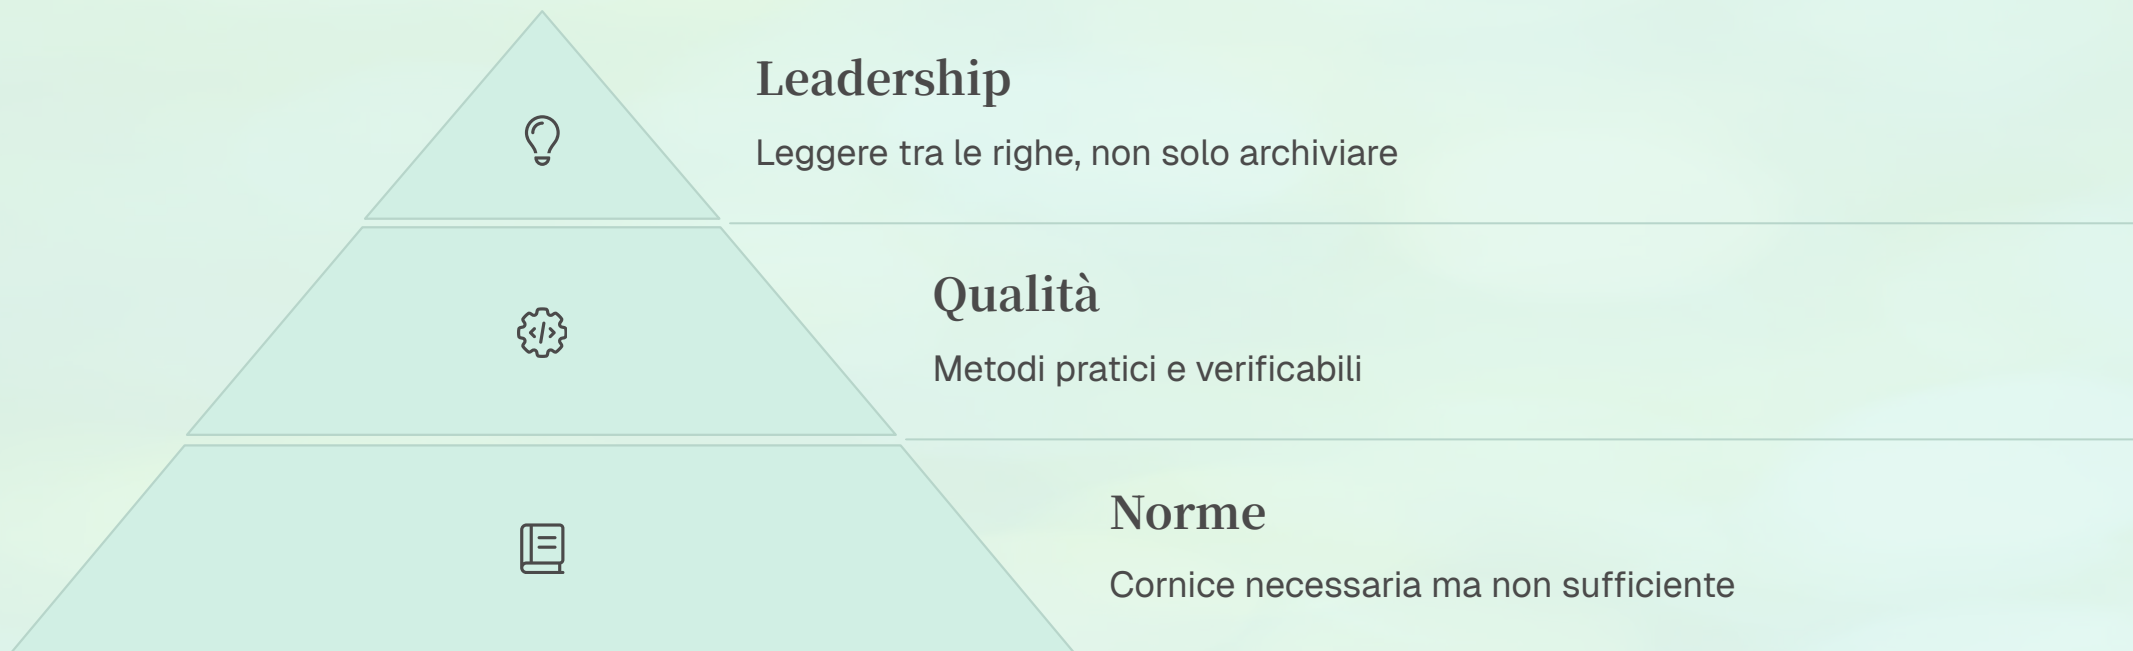 Leadership
Leggere tra le righe, non solo archiviare
Qualità
Metodi pratici e verificabili
Norme
Cornice necessaria ma non sufficiente